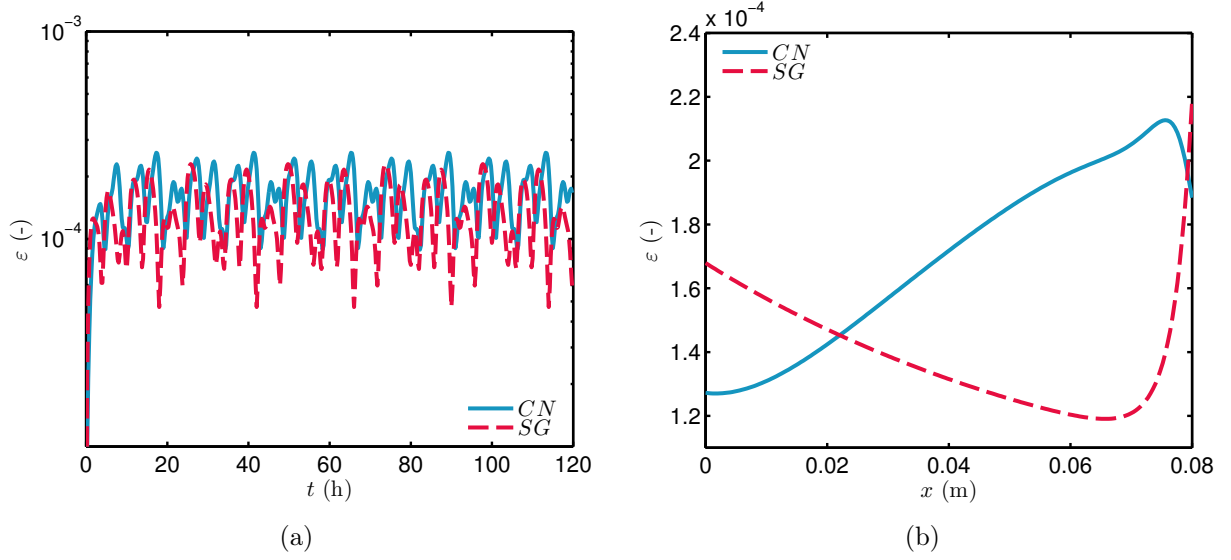 10⁻³
10⁻⁴
ε (-)
0 20 40 60 80 100 120
t (h)
CN
SG
(a)
x 10⁻⁴
2.4
2.2
2
1.8
1.6
1.4
1.2
ε (-)
0 0.02 0.04 0.06 0.08
x (m)
CN
SG
(b)